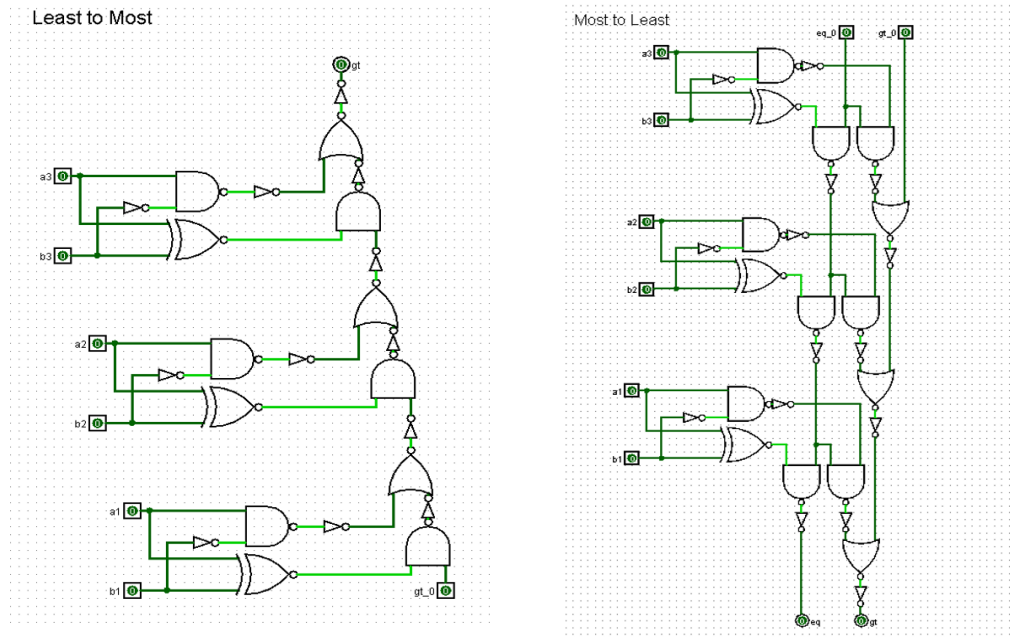 Least to Most
gt
a3
b3
a2
b2
a1
b1
gt_0
Most to Least
eq_0
gt_0
a3
b3
a2
b2
a1
b1
eq
gt